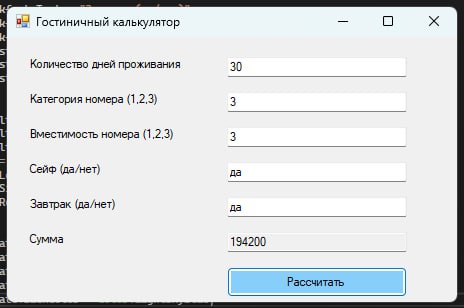 Гостиничный калькулятор
Количество дней проживания 30
Категория номера (1,2,3) 3
Вместимость номера (1,2,3) 3
Сейф (да/нет) да
Завтрак (да/нет) да
Сумма 194200
Рассчитать